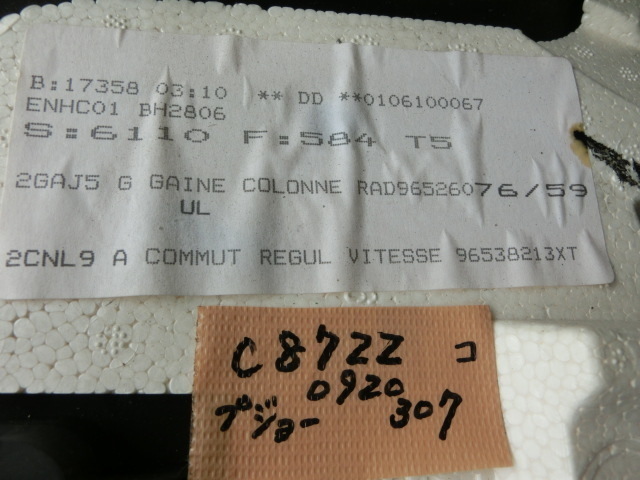 B:17358 03:10 ** DD **0106100067
ENHC01 BH2806
S:6110 F:584 T5
2GAJ5 G GAINE COLONNE RAD96526076/59
UL
2CNL9 A COMMUT REGUL VITESSE 96538213XT
C8722 コ
0920
プジョー 307